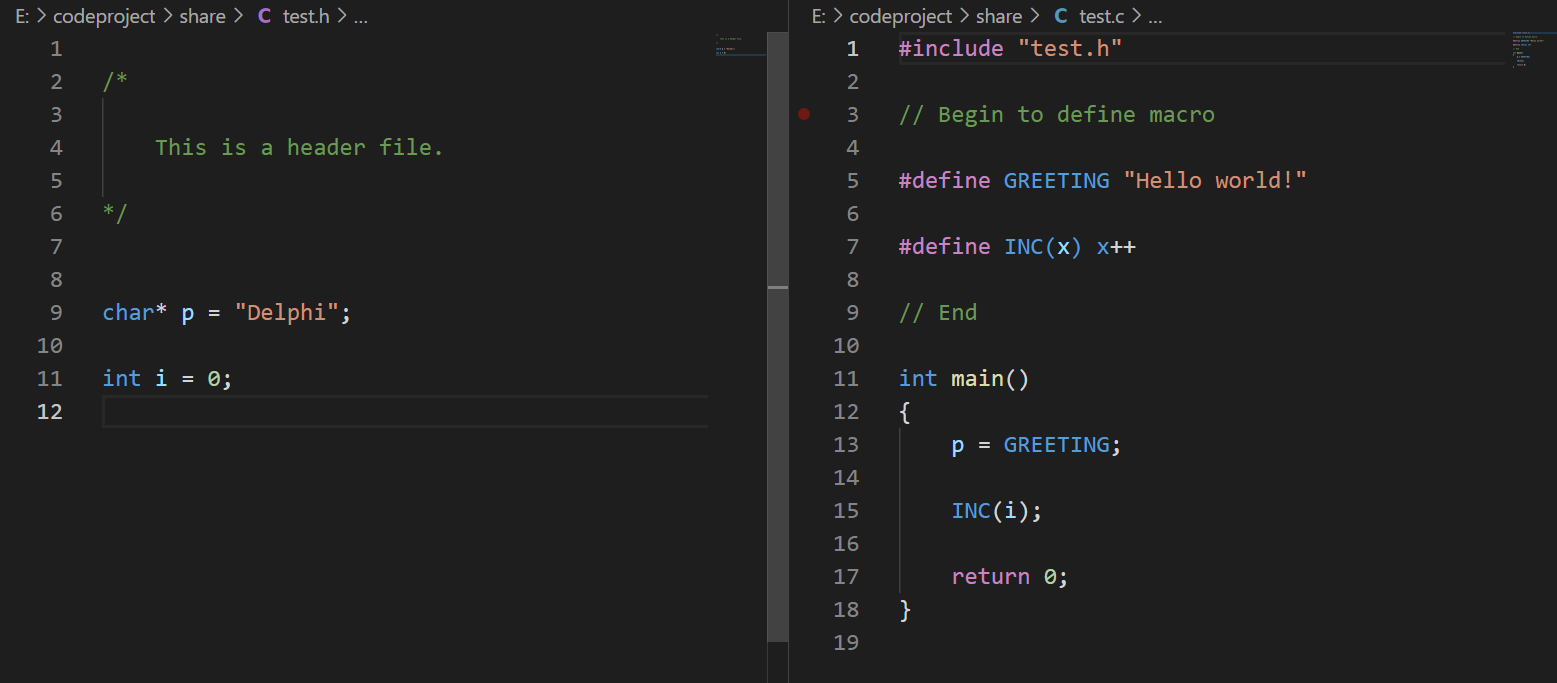 E: > codeproject > share > C test.h > ...
1
2 /*
3
4     This is a header file.
5
6 */
7
8
9 char* p = "Delphi";
10
11 int i = 0;
12
E: > codeproject > share > C test.c > ...
1 #include "test.h"
2
3 // Begin to define macro
4
5 #define GREETING "Hello world!"
6
7 #define INC(x) x++
8
9 // End
10
11 int main()
12 {
13     p = GREETING;
14
15     INC(i);
16
17     return 0;
18 }
19